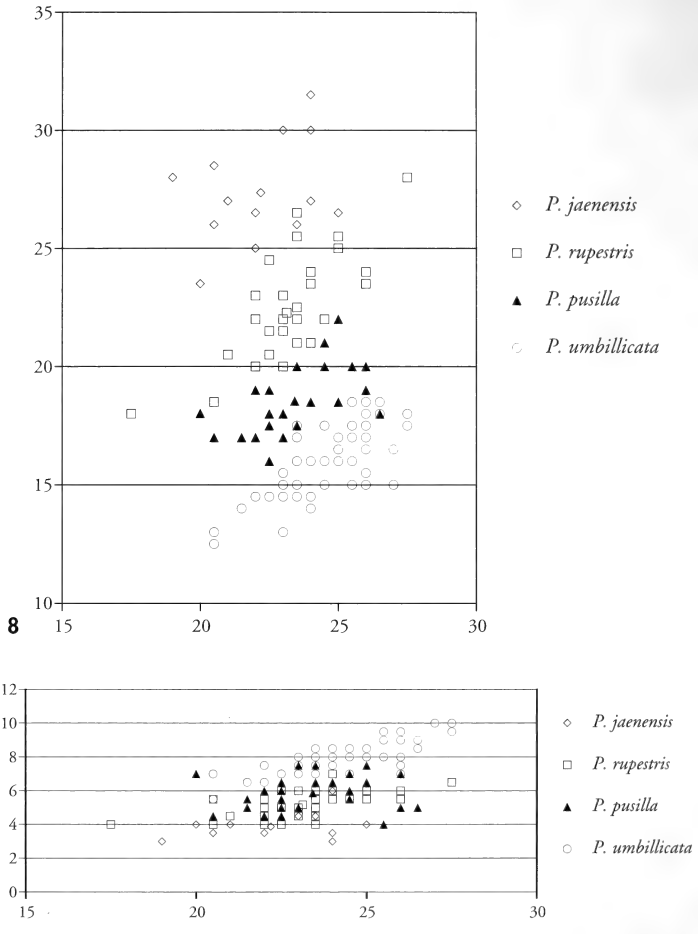 35
30
25
20
15
10
15 20 25 30
8
P. jaenensis
P. rupestris
P. pusilla
P. umbillicata
12
10
8
6
4
2
0
15 20 25 30
P. jaenensis
P. rupestris
P. pusilla
P. umbillicata